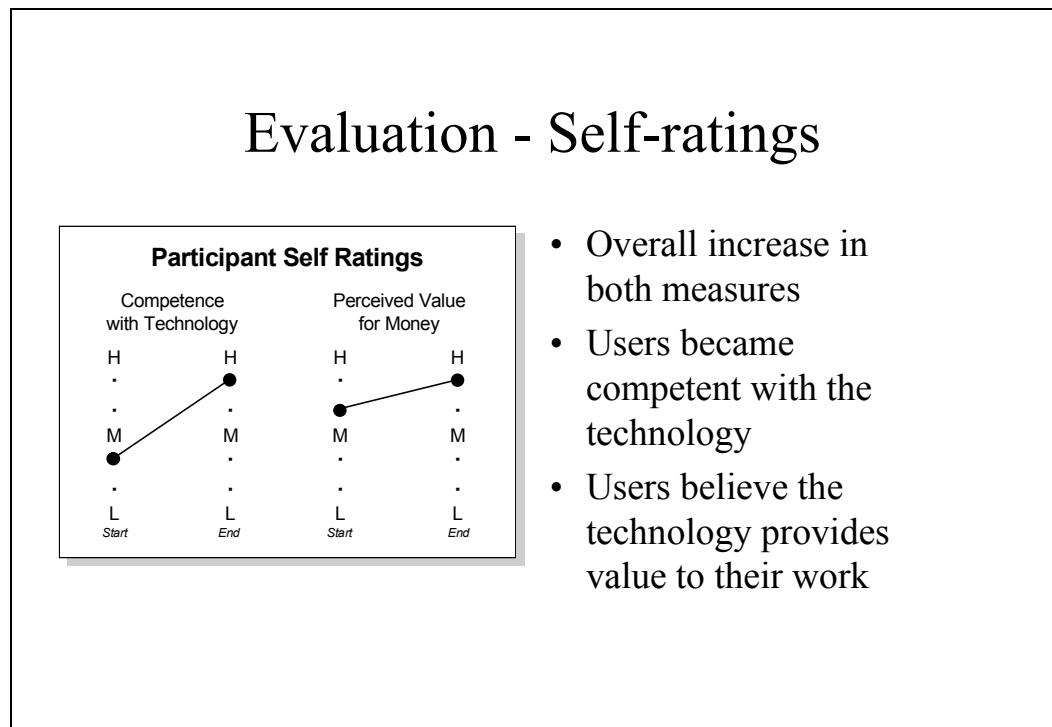 Evaluation - Self-ratings
Participant Self Ratings
Competence
with Technology
H
·
·
M
·
·
L
Start
H
·
·
M
·
·
L
End
Perceived Value
for Money
H
·
·
M
·
·
L
Start
H
·
·
M
·
·
L
End
• Overall increase in
both measures
• Users became
competent with the
technology
• Users believe the
technology provides
value to their work